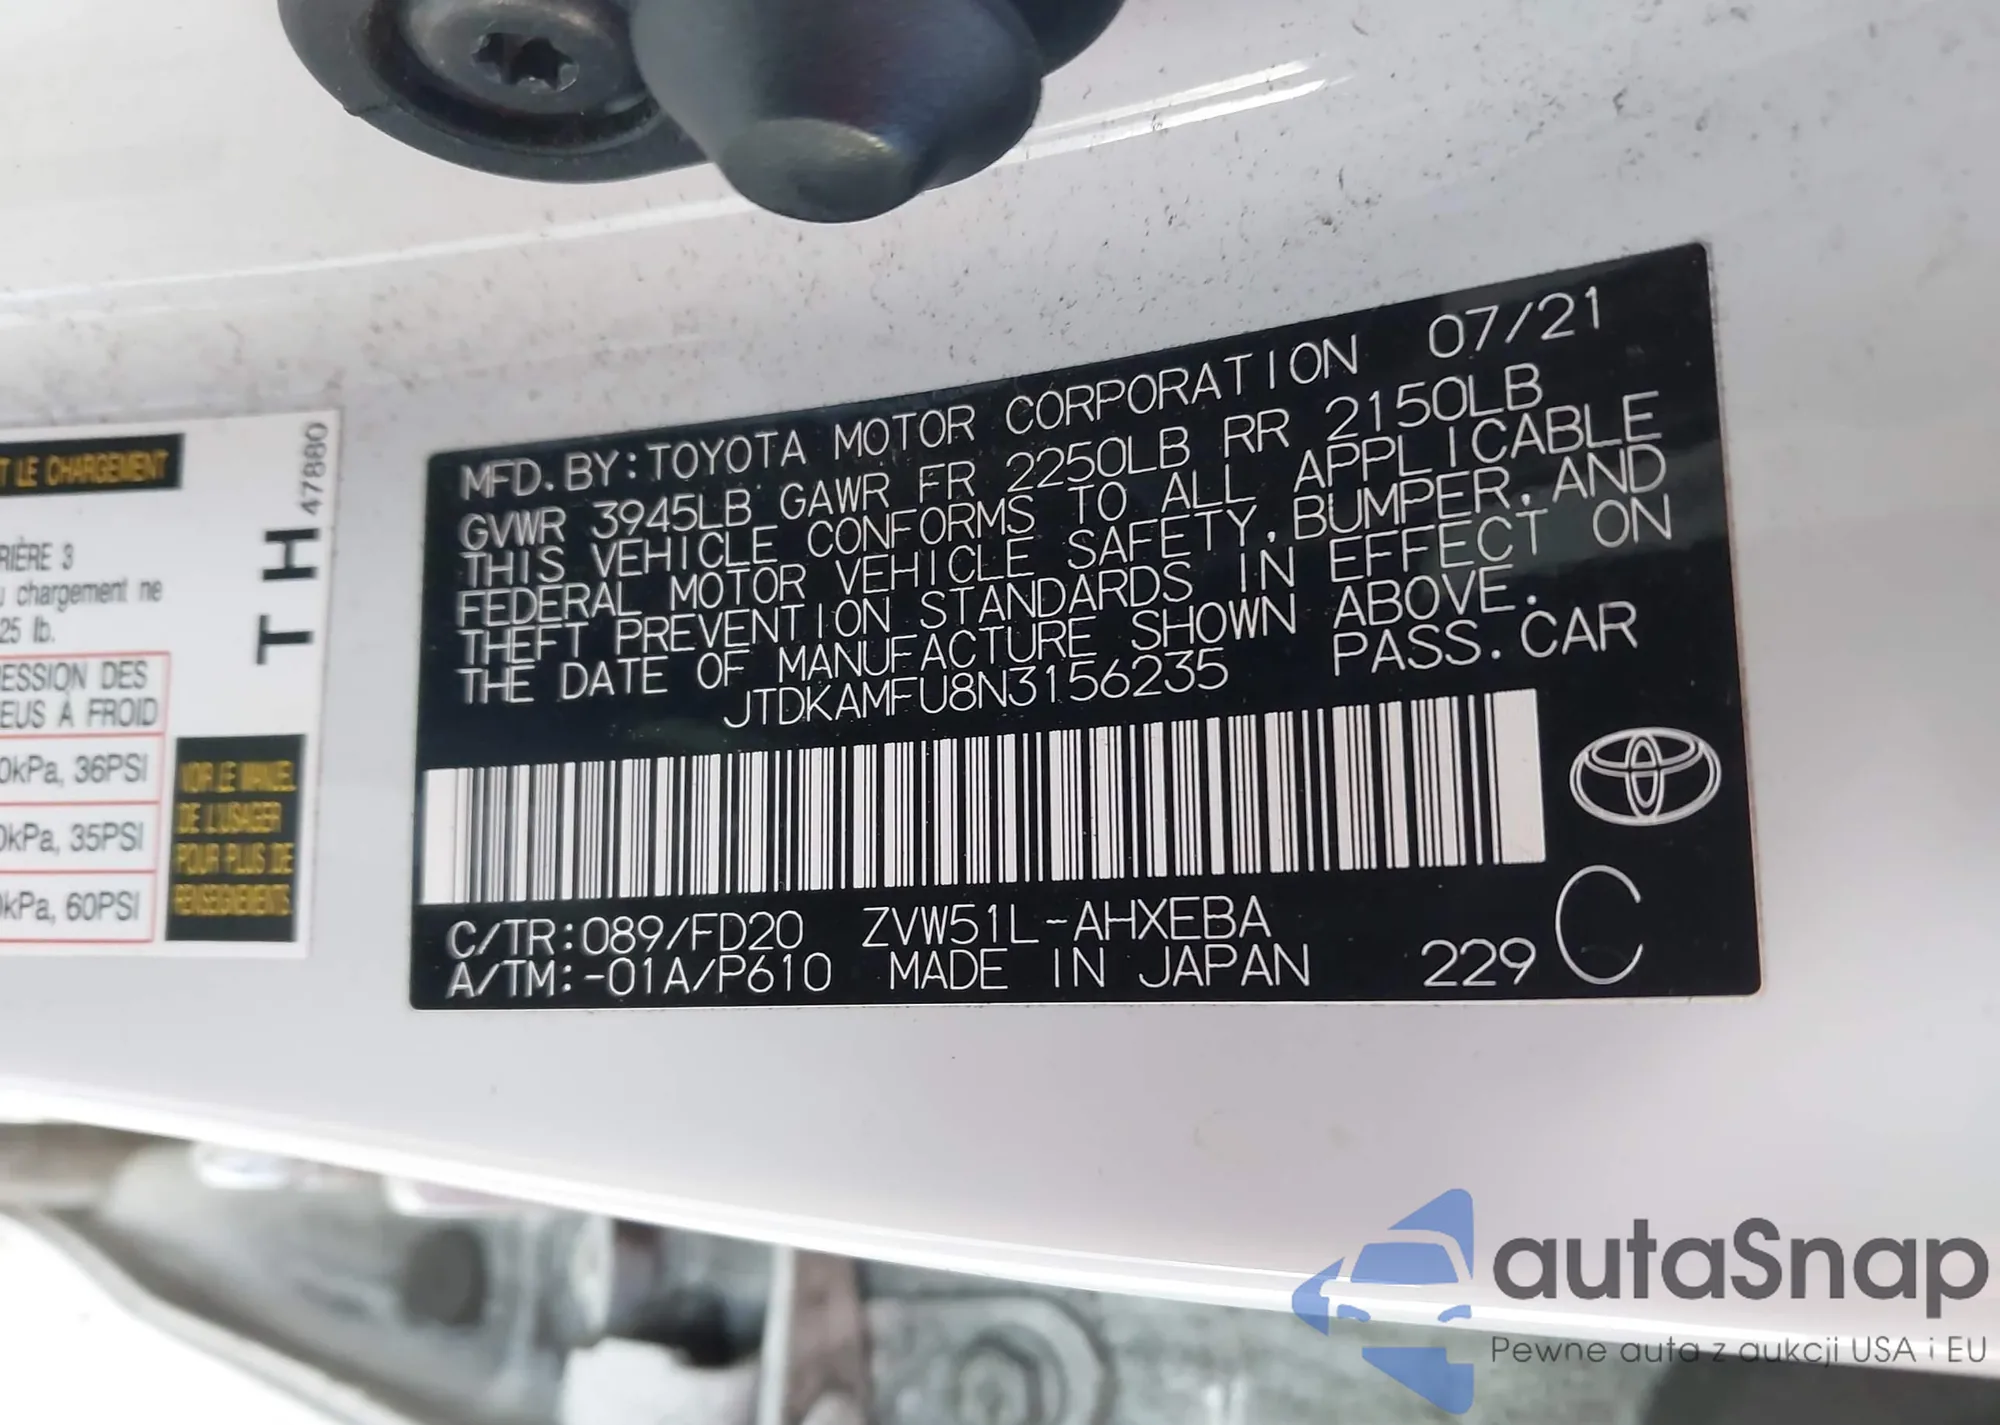 T LE CHARGEMENT
47880
T H
RIÈRE 3
u chargement ne
25 lb.
ESSION DES
EUS À FROID
0kPa, 36PSI
0kPa, 35PSI
0kPa, 60PSI
VOIR LE MANUEL
DE L'USAGER
POUR PLUS DE
RENSEIGNEMENTS
MFD. BY: TOYOTA MOTOR CORPORATION 07/21
GVWR 3945LB GAWR FR 2250LB RR 2150LB
THIS VEHICLE CONFORMS TO ALL APPLICABLE
FEDERAL MOTOR VEHICLE SAFETY, BUMPER, AND
THEFT PREVENTION STANDARDS IN EFFECT ON
THE DATE OF MANUFACTURE SHOWN ABOVE.
JTDKAMFU8N3156235 PASS. CAR
C/TR:089/FD20 ZVW51L-AHXEBA
A/TM:-01A/P610 MADE IN JAPAN 229 C
autaSnap
Pewne auta z aukcji USA i EU